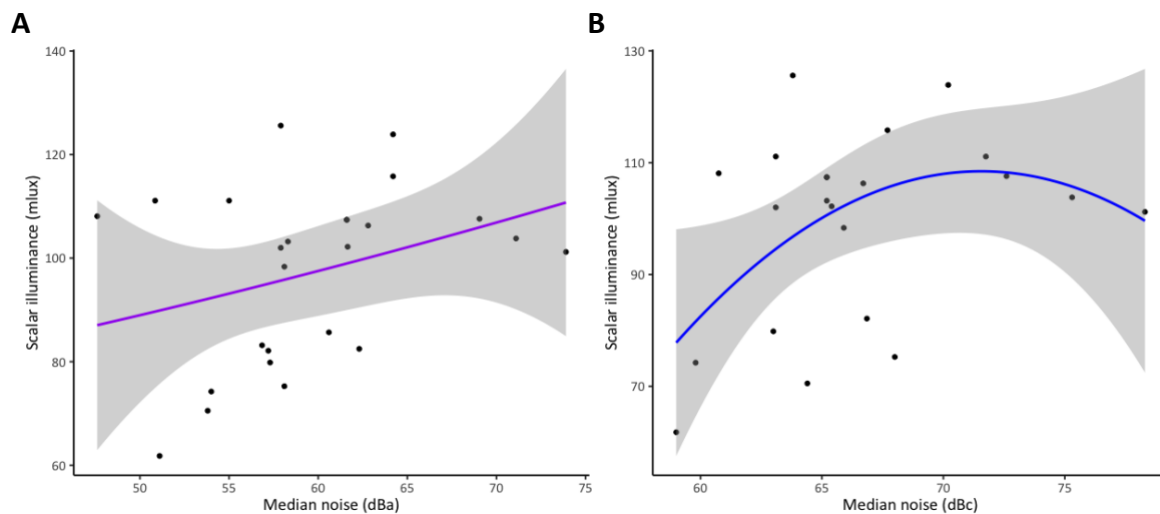 A
140
120
100
80
60
Scalar illuminance (mlux)
50 55 60 65 70 75
Median noise (dBa)
B
130
110
90
70
Scalar illuminance (mlux)
60 65 70 75
Median noise (dBc)